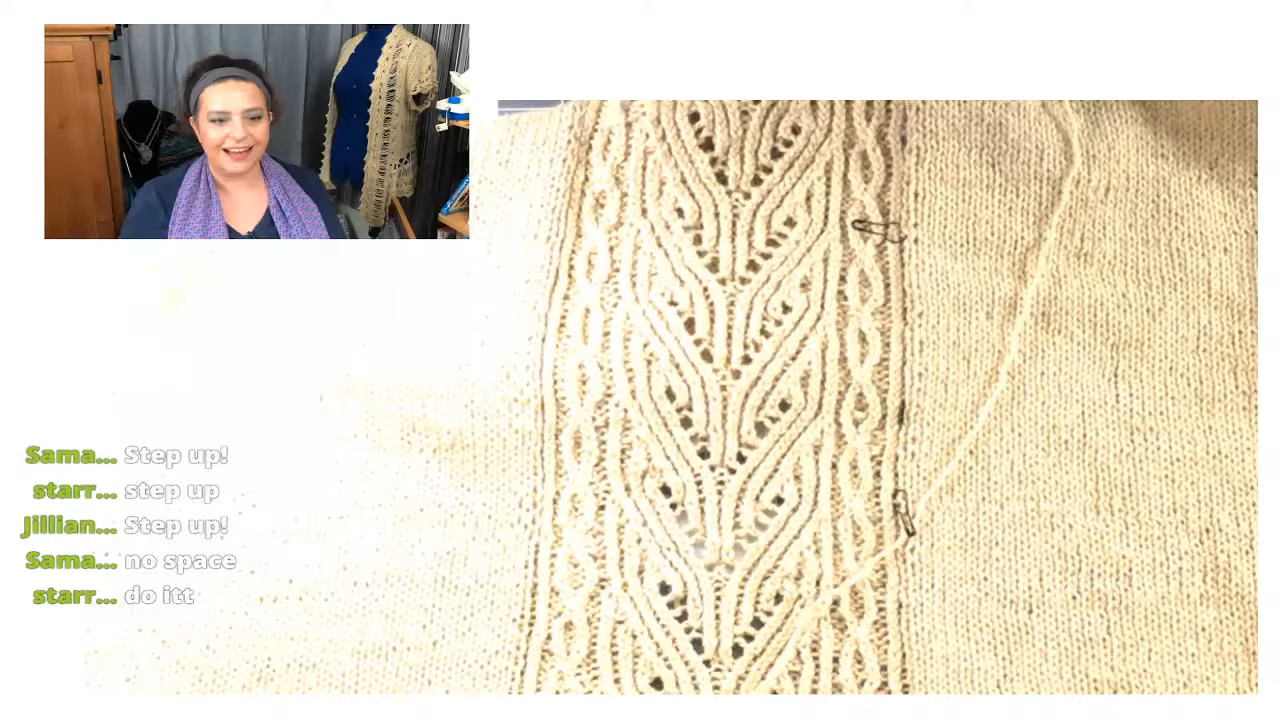 Sama... Step up!
starr... step up
Jillian... Step up!
Sama... no space
starr... do itt